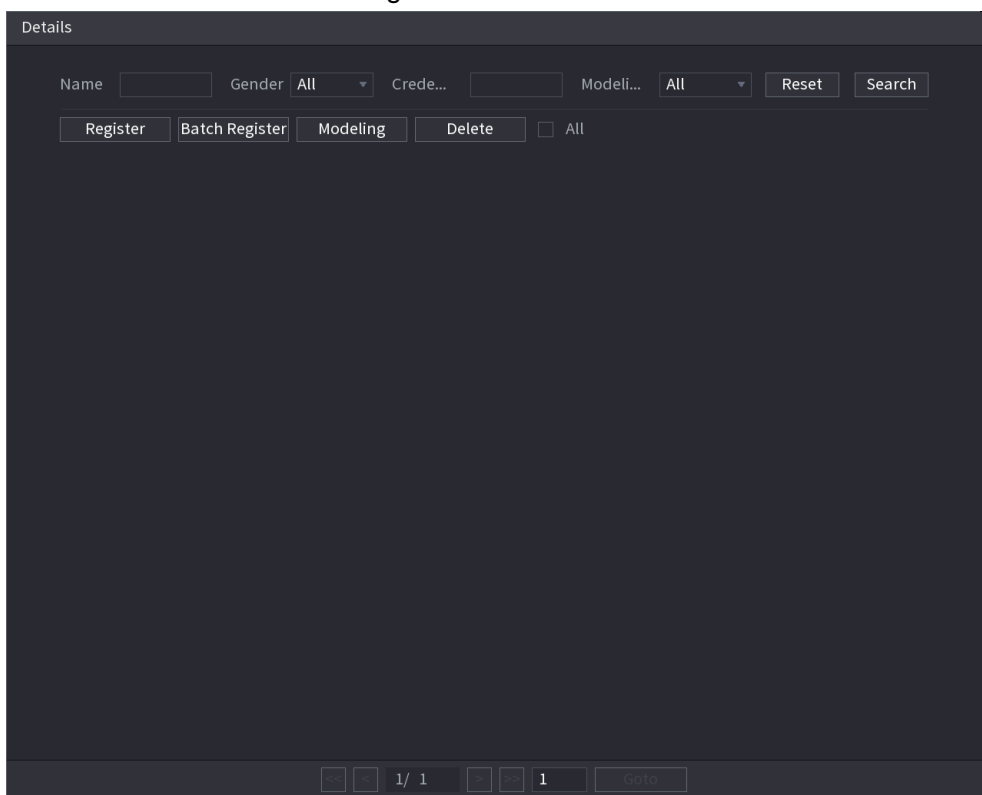 Details
Name Gender All Crede... Modeli... All Reset Search
Register Batch Register Modeling Delete All
<< < 1/ 1 > >> 1 Goto